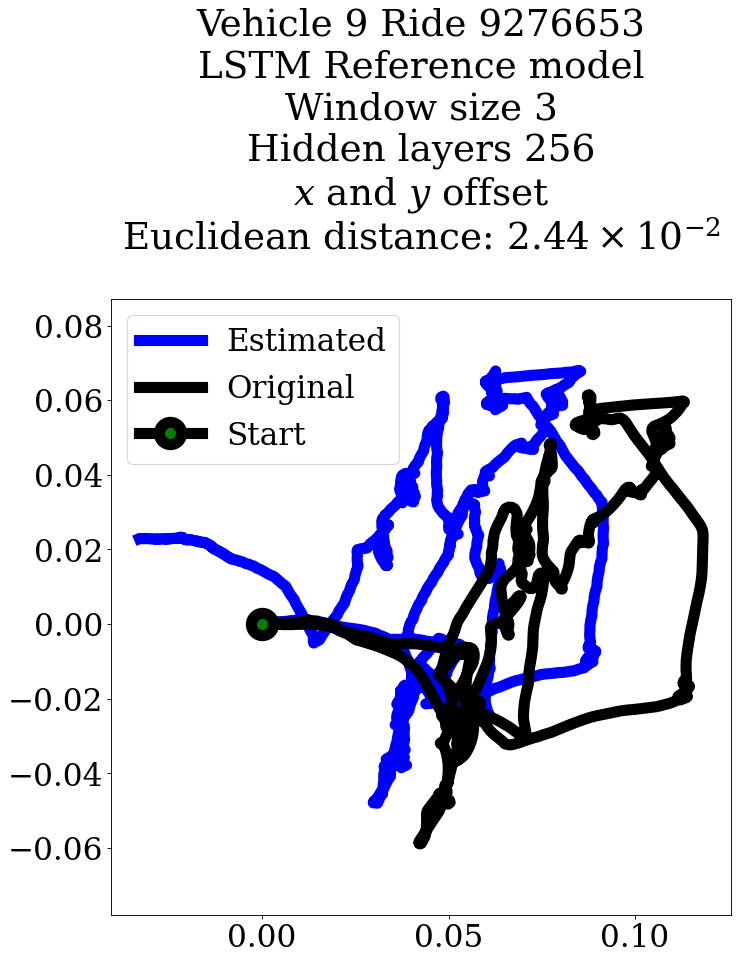 Vehicle 9 Ride 9276653
LSTM Reference model
Window size 3
Hidden layers 256
x and y offset
Euclidean distance: 2.44 × 10⁻²
0.08
0.06
0.04
0.02
0.00
−0.02
−0.04
−0.06
Estimated
Original
Start
0.00 0.05 0.10